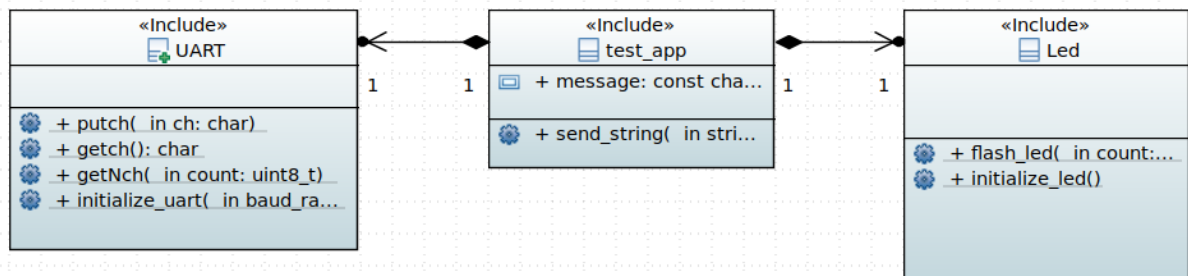 «Include»
UART
+ putch(  in ch: char)
+ getch(): char
+ getNch(  in count: uint8_t)
+ initialize_uart(  in baud_ra...
1
1
«Include»
test_app
+ message: const cha...
+ send_string(  in stri...
1
1
«Include»
Led
+ flash_led(  in count:...
+ initialize_led()